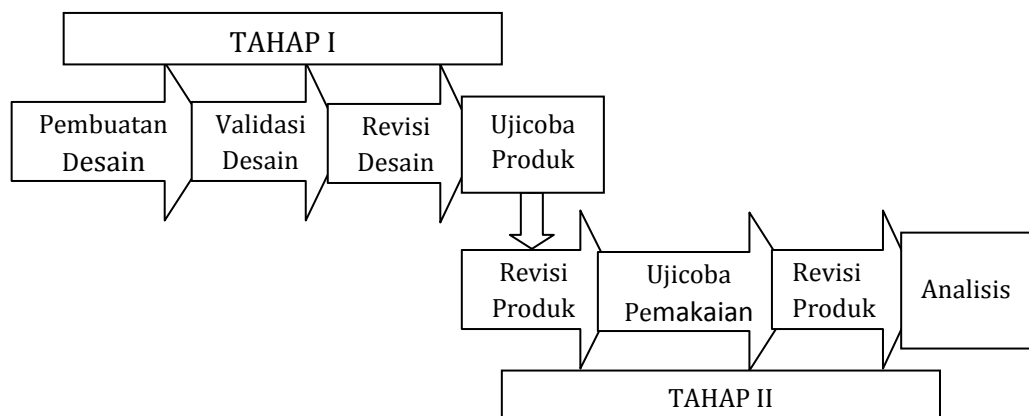 TAHAP I
Pembuatan
Desain
Validasi
Desain
Revisi
Desain
Ujicoba
Produk
Revisi
Produk
Ujicoba
Pemakaian
Revisi
Produk
Analisis
TAHAP II